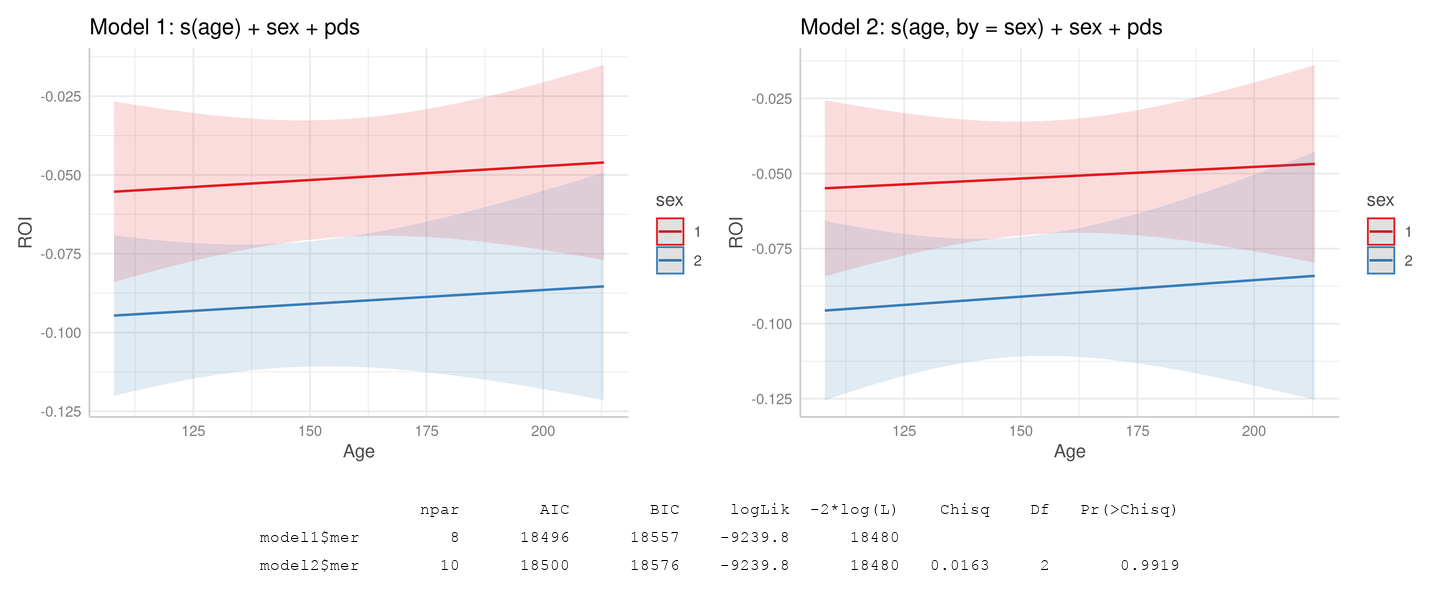 Model 1: s(age) + sex + pds
-0.025
-0.050
-0.075
-0.100
-0.125
ROI
125 150 175 200
Age
sex
1
2
Model 2: s(age, by = sex) + sex + pds
-0.025
-0.050
-0.075
-0.100
-0.125
ROI
125 150 175 200
Age
sex
1
2
npar AIC BIC logLik -2*log(L) Chisq Df Pr(>Chisq)
model1$mer 8 18496 18557 -9239.8 18480
model2$mer 10 18500 18576 -9239.8 18480 0.0163 2 0.9919